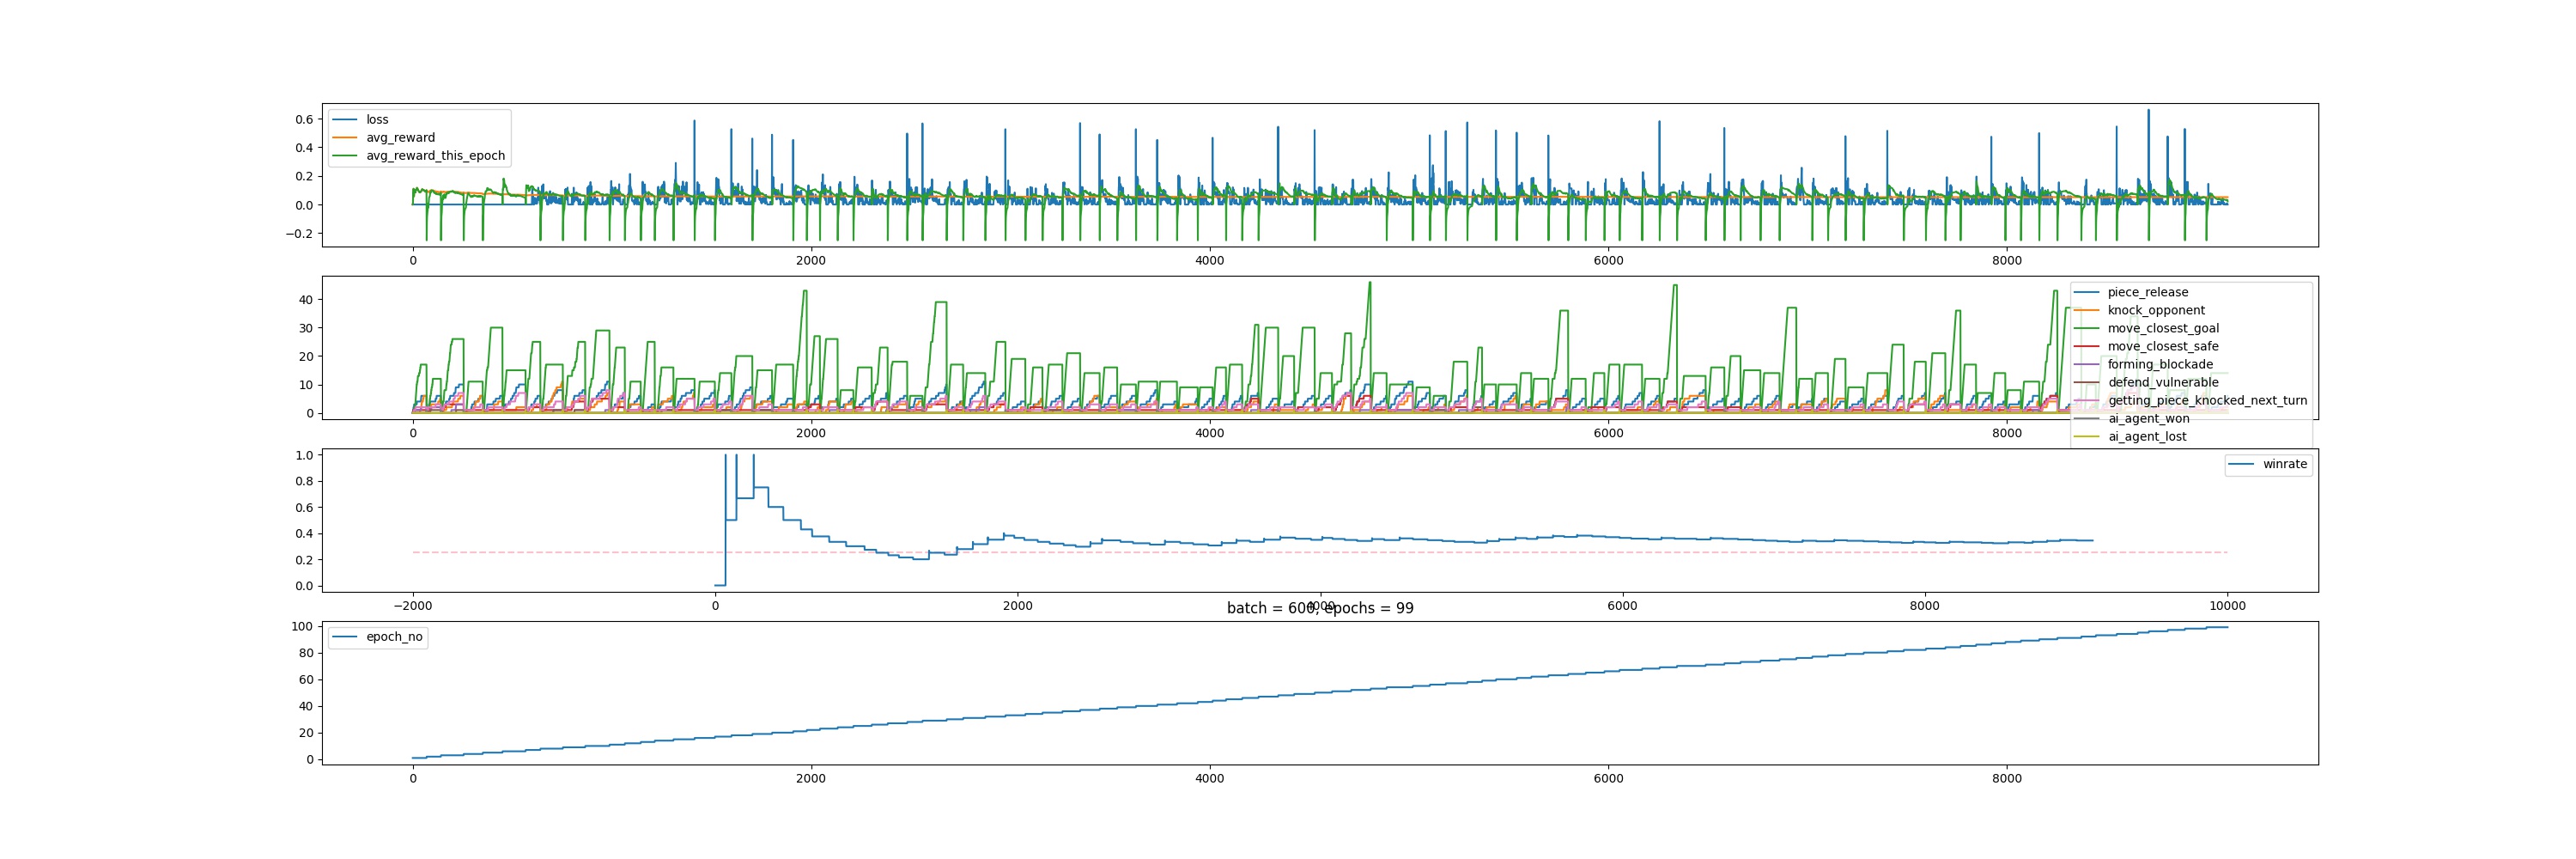 0.6
0.4
0.2
0.0
−0.2
loss
avg_reward
avg_reward_this_epoch
0 2000 4000 6000 8000
40
30
20
10
0
piece_release
knock_opponent
move_closest_goal
move_closest_safe
forming_blockade
defend_vulnerable
getting_piece_knocked_next_turn
ai_agent_won
ai_agent_lost
0 2000 4000 6000 8000
1.0
0.8
0.6
0.4
0.2
0.0
winrate
−2000 0 2000 4000 6000 8000 10000
batch = 600, epochs = 99
100
80
60
40
20
0
epoch_no
0 2000 4000 6000 8000